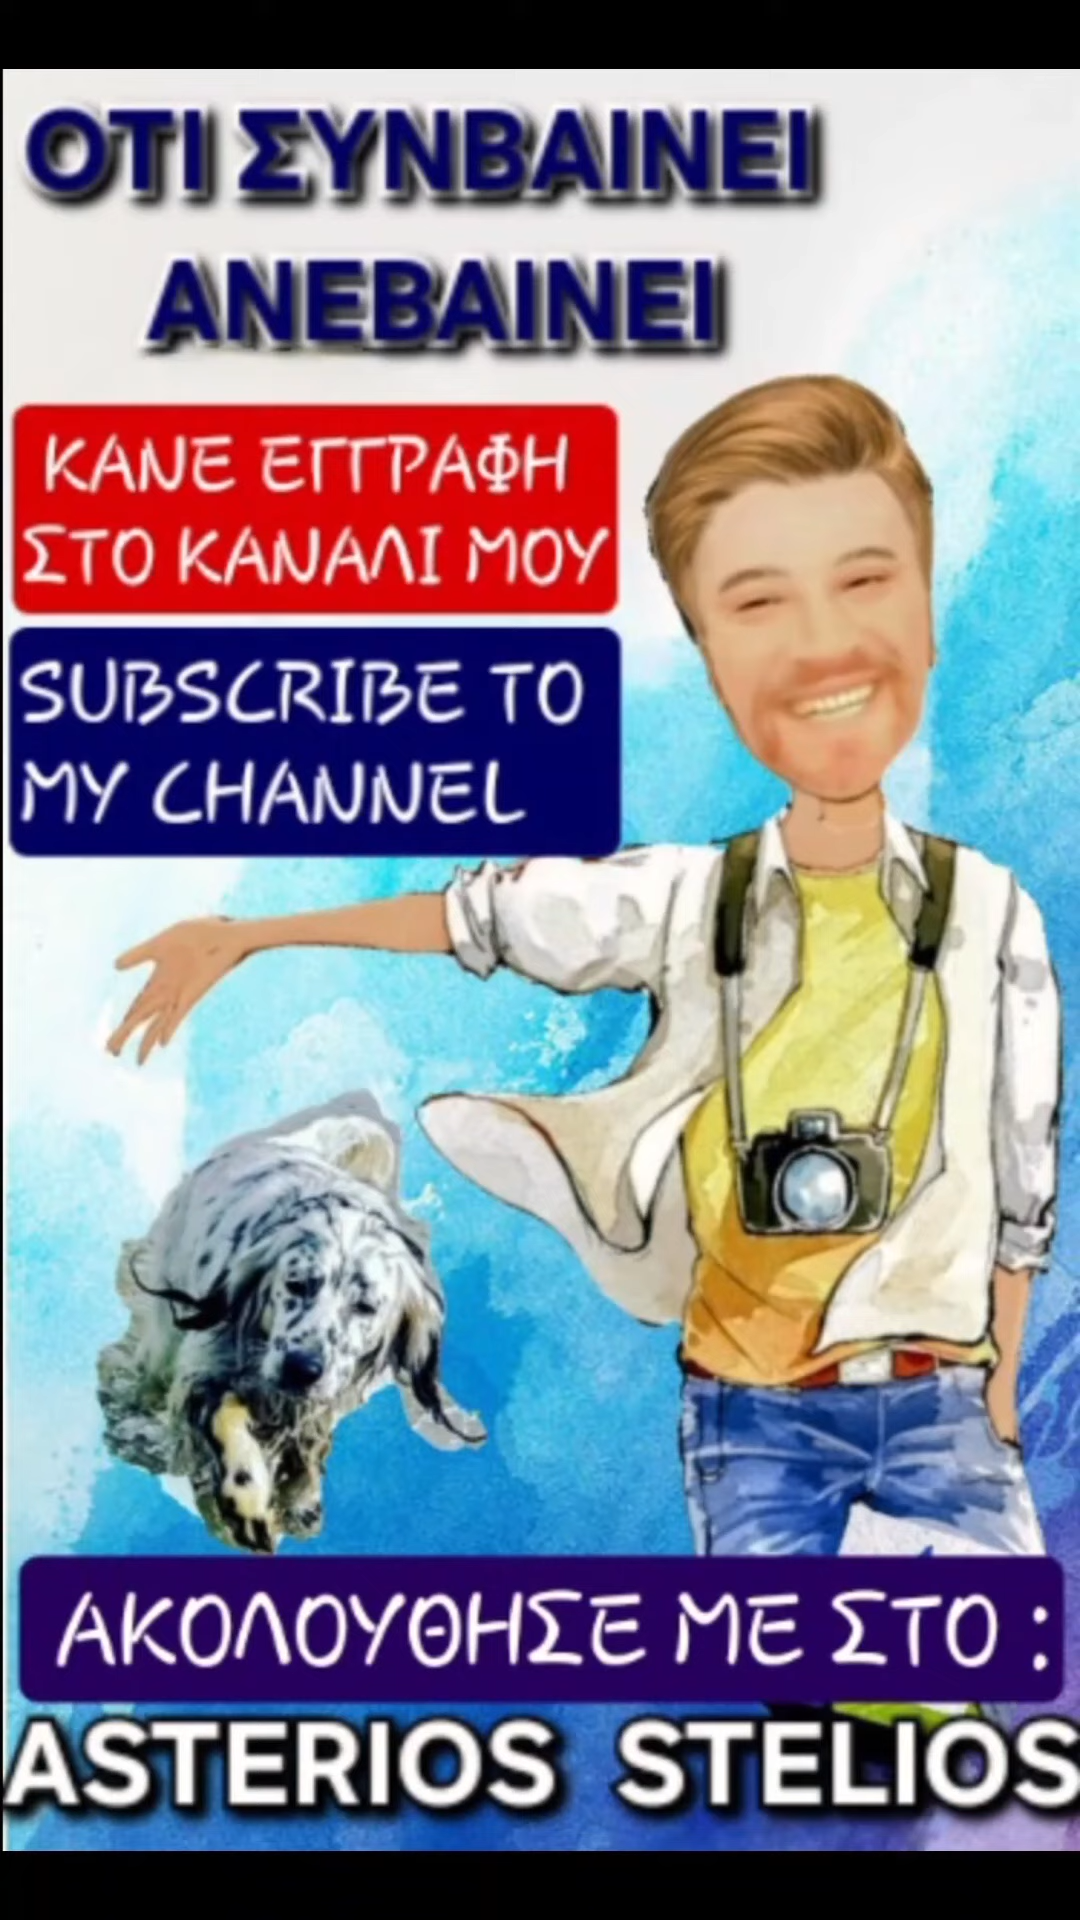 ΟΤΙ ΣΥΝΒΑΙΝΕΙ
ΑΝΕΒΑΙΝΕΙ
ΚΑΝΕ ΕΓΓΡΑΦΗ
ΣΤΟ ΚΑΝΑΛΙ ΜΟΥ
SUBSCRIBE TO
MY CHANNEL
ΑΚΟΛΟΥΘΗΣΕ ΜΕ ΣΤΟ :
ASTERIOS STELIOS